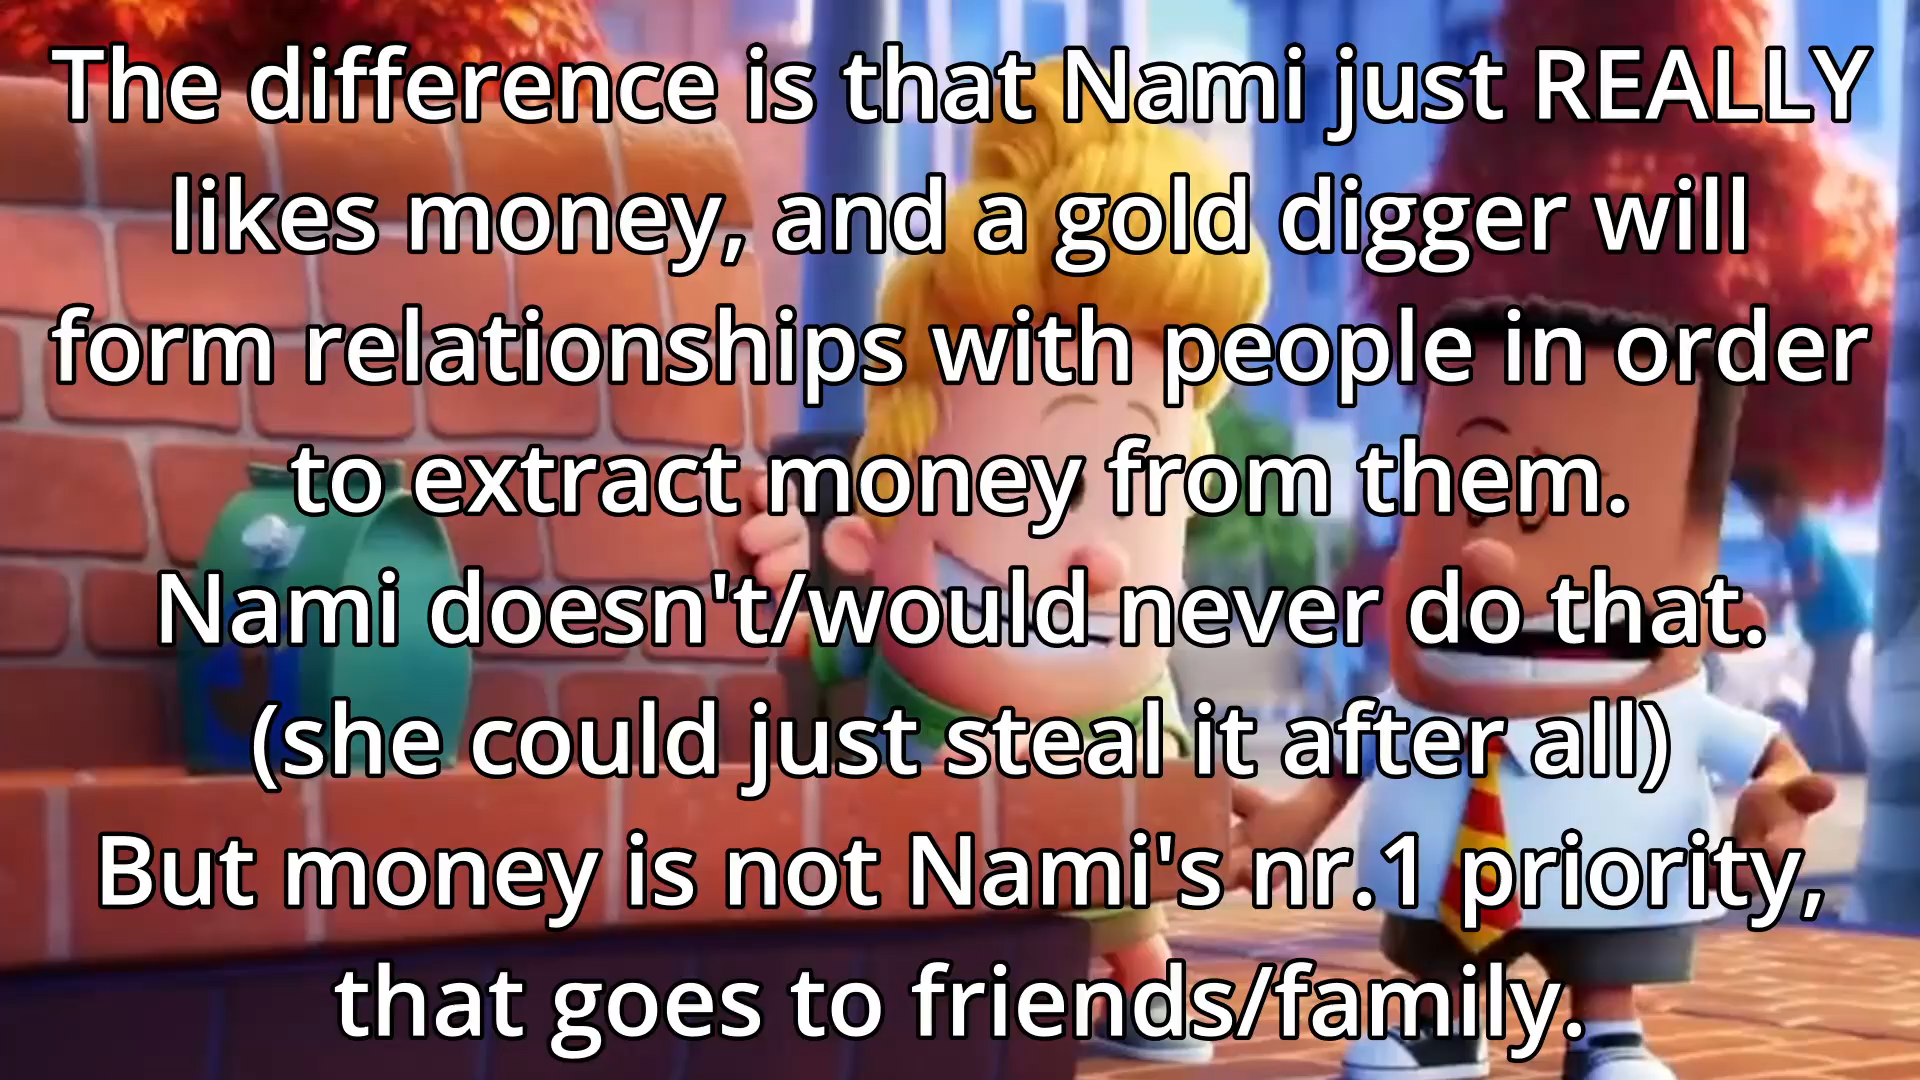 The difference is that Nami just REALLY
likes money, and a gold digger will
form relationships with people in order
to extract money from them.
Nami doesn't/would never do that.
(she could just steal it after all)
But money is not Nami's nr.1 priority,
that goes to friends/family.